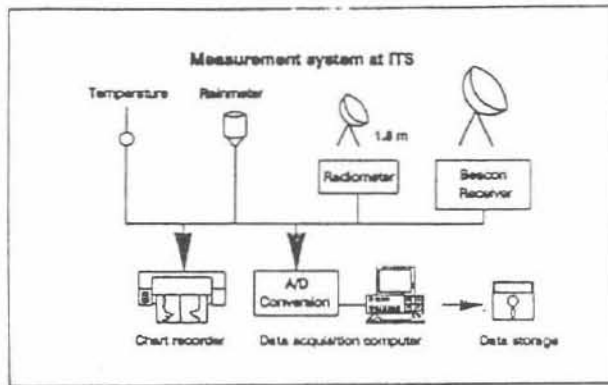 Measurement system at ITS
Temperature
Rainmeter
1.8 m
Radiometer
Beacon
Receiver
A/D
Conversion
Chart recorder
Data acquisition computer
Data storage